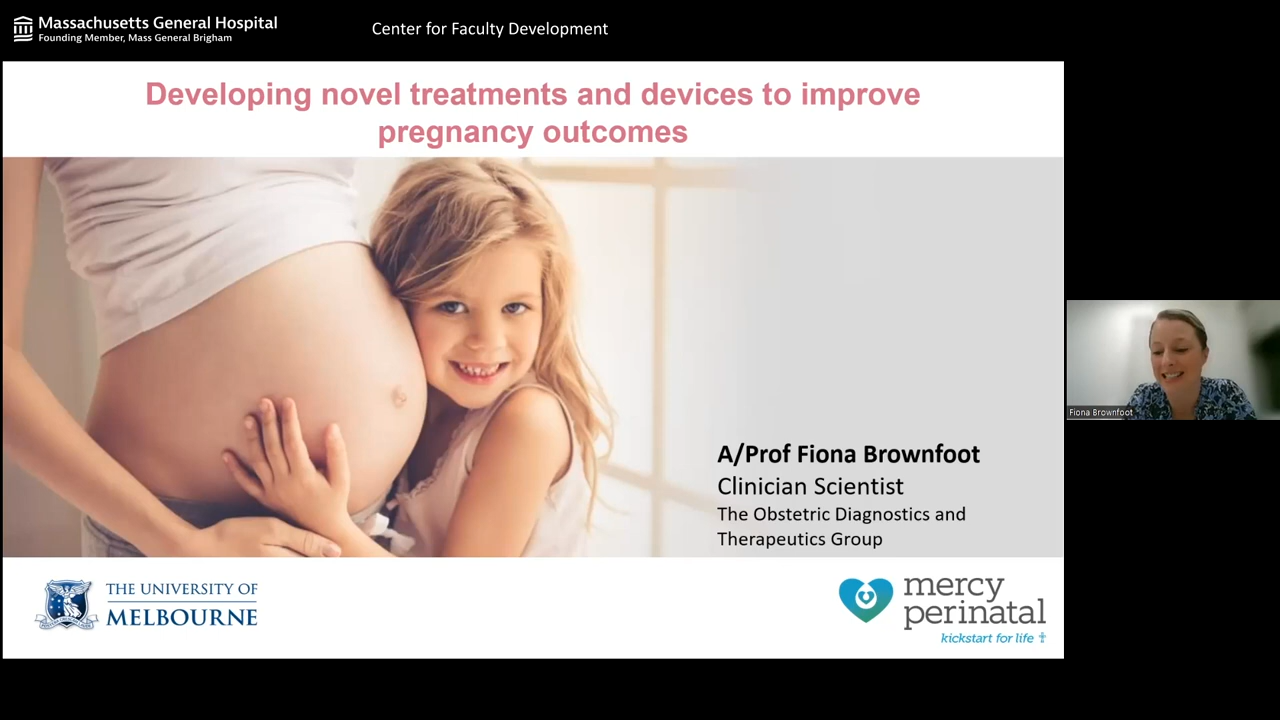 Massachusetts General Hospital
Founding Member, Mass General Brigham
Center for Faculty Development
Developing novel treatments and devices to improve
pregnancy outcomes
Fiona Brownfoot
A/Prof Fiona Brownfoot
Clinician Scientist
The Obstetric Diagnostics and
Therapeutics Group
THE UNIVERSITY OF
MELBOURNE
mercy
perinatal
kickstart for life